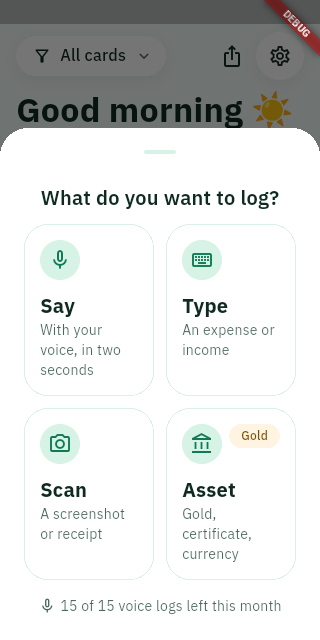 DEBUG
All cards
Good morning ☀️
What do you want to log?
Say
With your
voice, in two
seconds
Type
An expense or
income
Scan
A screenshot
or receipt
Gold
Asset
Gold,
certificate,
currency
15 of 15 voice logs left this month